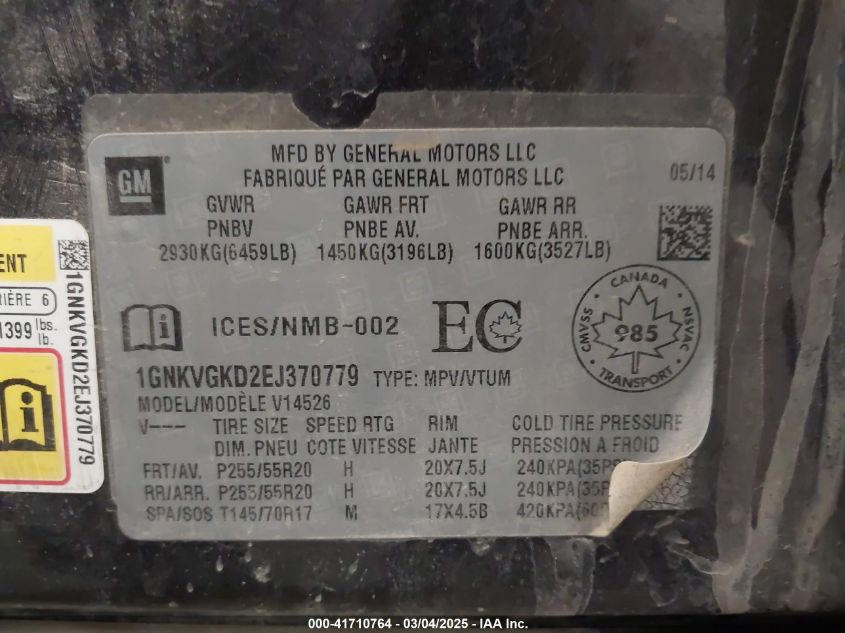 GM
MFD BY GENERAL MOTORS LLC
FABRIQUÉ PAR GENERAL MOTORS LLC
05/14
GVWR GAWR FRT GAWR RR
PNBV PNBE AV. PNBE ARR.
2930KG(6459LB) 1450KG(3196LB) 1600KG(3527LB)
ICES/NMB-002 EC
CANADA
CMVSS 985 NSVAC
TRANSPORT
1GNKVGKD2EJ370779 TYPE: MPV/VTUM
MODEL/MODÈLE V14526
V--- TIRE SIZE SPEED RTG RIM COLD TIRE PRESSURE
DIM. PNEU COTE VITESSE JANTE PRESSION A FROID
FRT/AV. P255/55R20 H 20X7.5J 240KPA(35PS
RR/ARR. P255/55R20 H 20X7.5J 240KPA(35P
SPA/SOS T145/70R17 M 17X4.5B 420KPA(60P
ENT
RIÈRE 6
1399 lbs.
lb.
1GNKVGKD2EJ370779
000-41710764 - 03/04/2025 - IAA Inc.